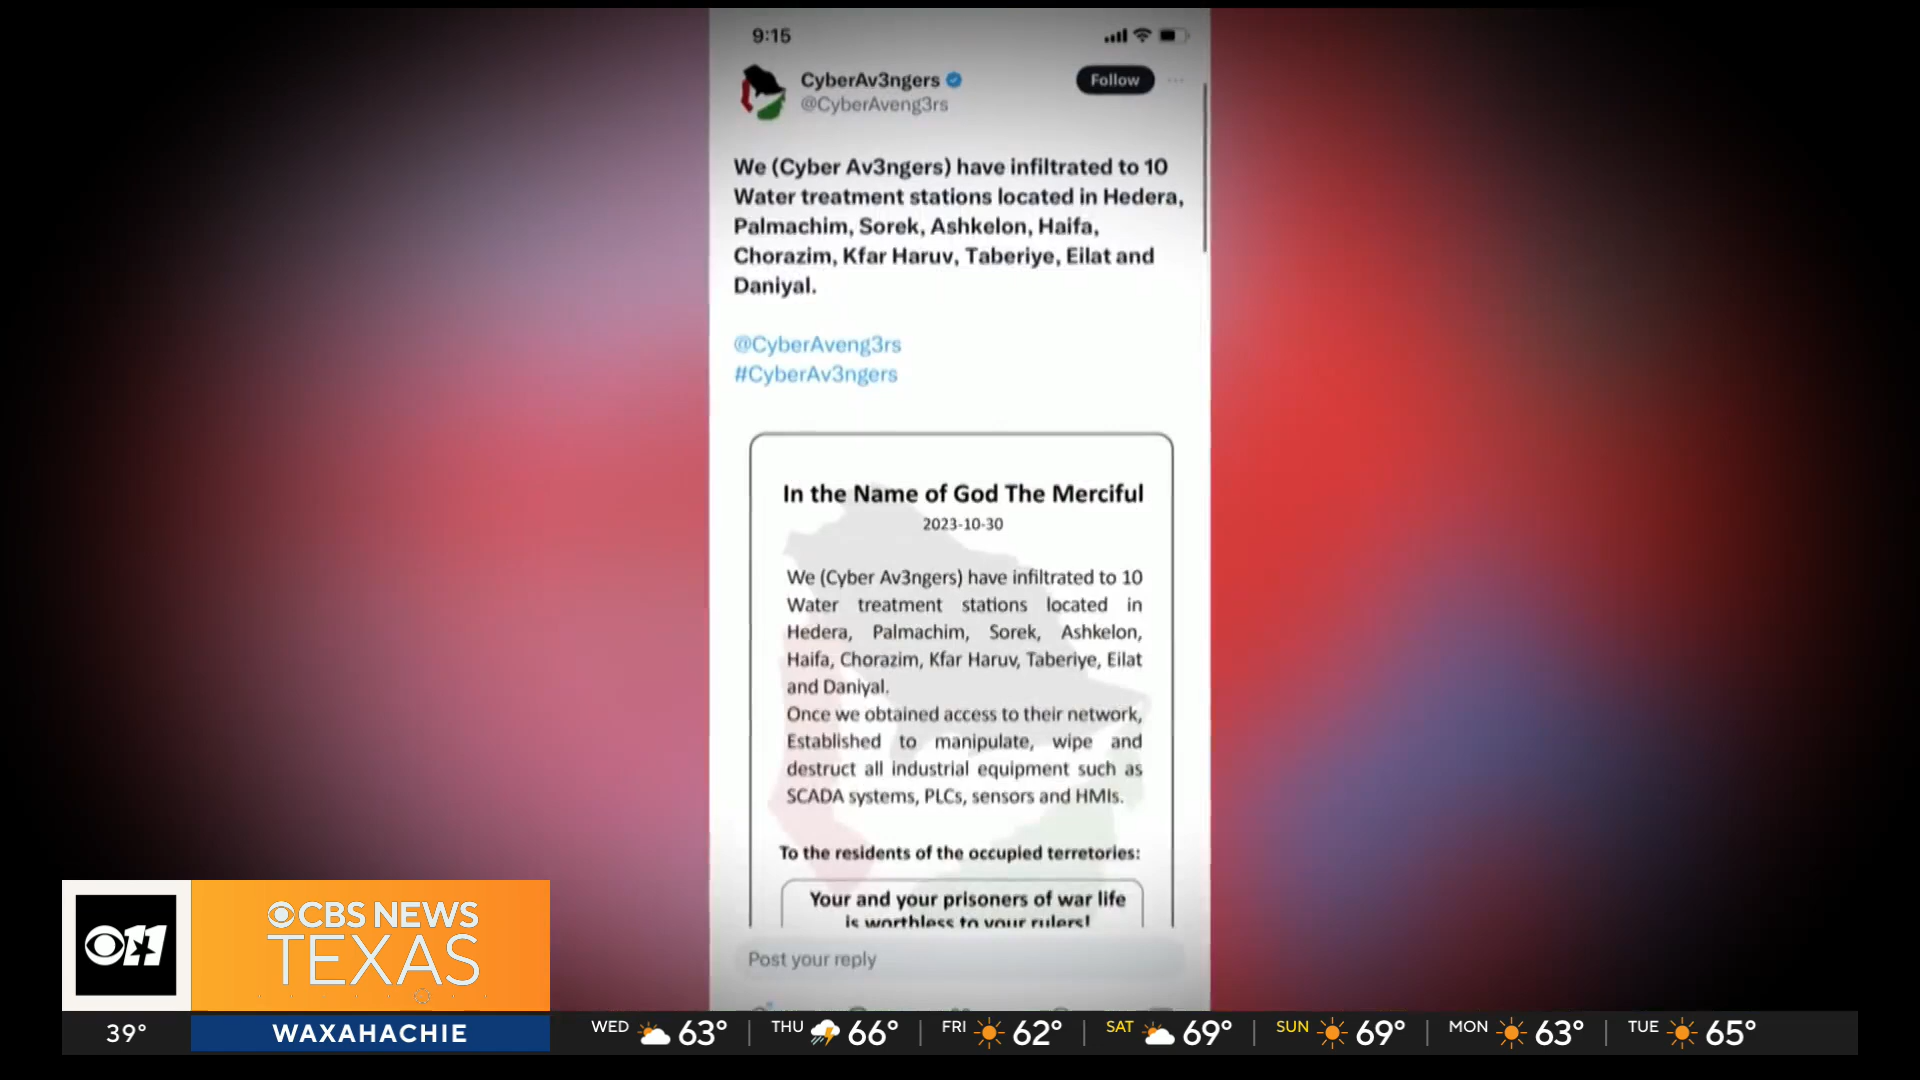 9:15
CyberAv3ngers
@CyberAveng3rs
Follow
We (Cyber Av3ngers) have infiltrated to 10
Water treatment stations located in Hedera,
Palmachim, Sorek, Ashkelon, Haifa,
Chorazim, Kfar Haruv, Taberiye, Eilat and
Daniyal.
@CyberAveng3rs
#CyberAv3ngers
In the Name of God The Merciful
2023-10-30
We (Cyber Av3ngers) have infiltrated to 10
Water treatment stations located in
Hedera, Palmachim, Sorek, Ashkelon,
Haifa, Chorazim, Kfar Haruv, Taberiye, Eilat
and Daniyal.
Once we obtained access to their network,
Established to manipulate, wipe and
destruct all industrial equipment such as
SCADA systems, PLCs, sensors and HMIs.
To the residents of the occupied terretories:
Your and your prisoners of war life
is worthless to your rulers!
Post your reply
11
CBS NEWS
TEXAS
39° WAXAHACHIE WED 63° THU 66° FRI 62° SAT 69° SUN 69° MON 63° TUE 65°